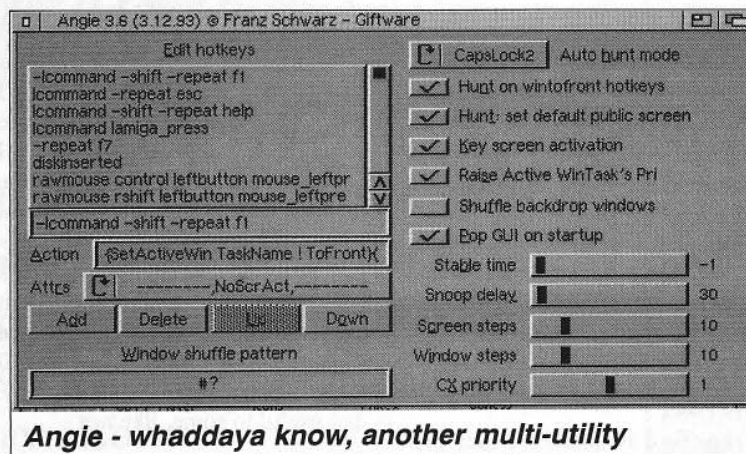 Angie 3.6 (3.12.93) © Franz Schwarz - Giftware
Edit hotkeys
-lcommand -shift -repeat f1
lcommand -repeat esc
lcommand -shift -repeat help
lcommand lamiga_press
-repeat f7
diskinserted
rawmouse control leftbutton mouse_leftpr
rawmouse rshift leftbutton mouse_leftpre
-lcommand -shift -repeat f1
Action {SetActiveWin TaskName ! ToFront}{
Attrs --------,NoScrAct,--------
Add Delete Up Down
Window shuffle pattern
#?
CapsLock2 Auto hunt mode
Hunt on wintofront hotkeys
Hunt: set default public screen
Key screen activation
Raise Active WinTask's Pri
Shuffle backdrop windows
Pop GUI on startup
Stable time -1
Snoop delay 30
Screen steps 10
Window steps 10
CX priority 1
Angie - whaddaya know, another multi-utility